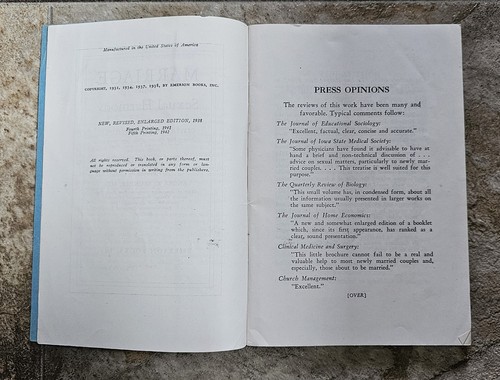 Manufactured in the United States of America
COPYRIGHT, 1932, 1934, 1937, 1938, BY EMERSON BOOKS, INC.
NEW, REVISED, ENLARGED EDITION, 1938
Fourth Printing, 1942
Fifth Printing, 1943
All rights reserved. This book, or parts thereof, must
not be reproduced or translated in any form or lan-
guage without permission in writing from the publishers.
PRESS OPINIONS
The reviews of this work have been many and
favorable. Typical comments follow:
The Journal of Educational Sociology:
"Excellent, factual, clear, concise and accurate."
The Journal of Iowa State Medical Society:
"Some physicians have found it advisable to have at
hand a brief and non-technical discussion of . . .
advice on sexual matters, particularly to newly mar-
ried couples. . . . This treatise is well suited for this
purpose."
The Quarterly Review of Biology:
"This small volume has, in condensed form, about all
the information usually presented in larger works on
the same subject."
The Journal of Home Economics:
"A new and somewhat enlarged edition of a booklet
which, since its first appearance, has ranked as a
clear, sound presentation."
Clinical Medicine and Surgery:
"This little brochure cannot fail to be a real and
valuable help to most newly married couples and,
especially, those about to be married."
Church Management:
"Excellent."
[OVER]